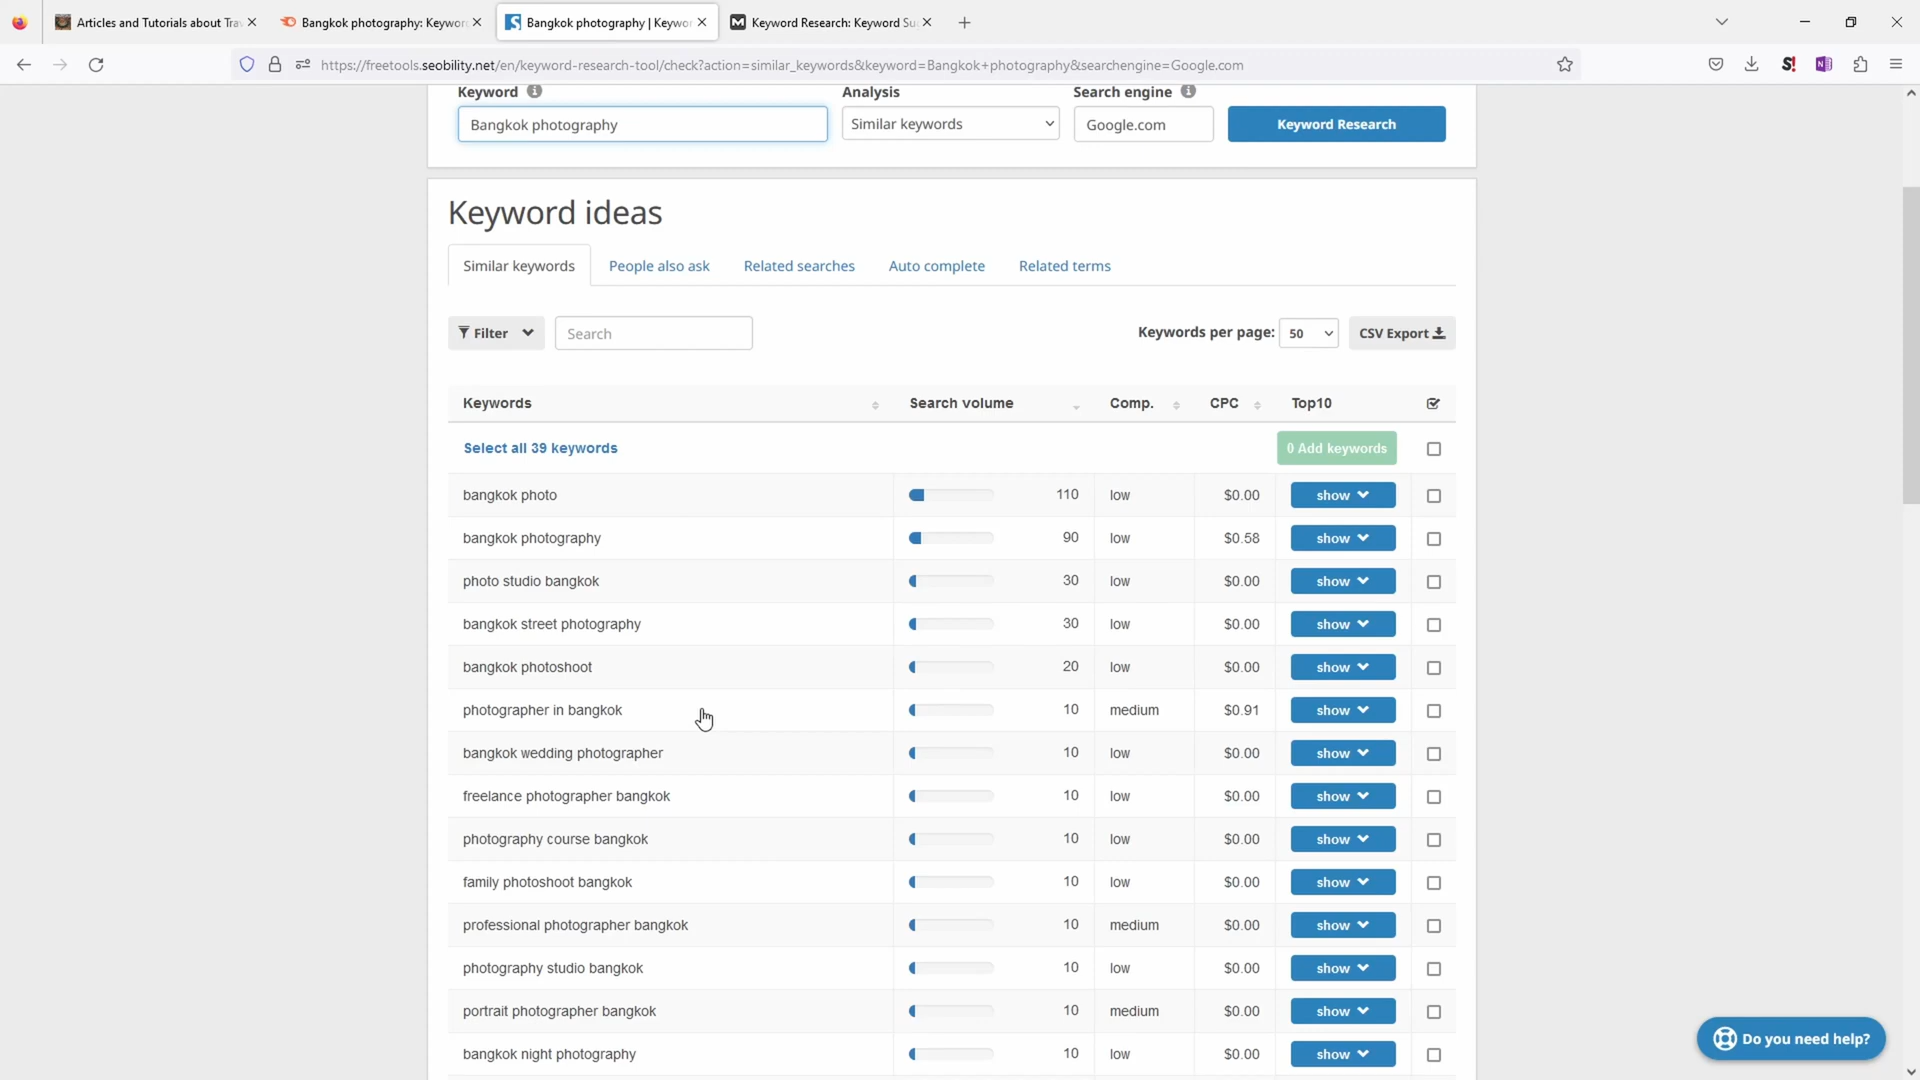 Articles and Tutorials about Tra
Bangkok photography: Keywor
Bangkok photography | Keywo
Keyword Research: Keyword Su
https://freetools.seobility.net/en/keyword-research-tool/check?action=similar_keywords&keyword=Bangkok+photography&searchengine=Google.com
Keyword Analysis Search engine
Bangkok photography Similar keywords Google.com Keyword Research
Keyword ideas
Similar keywords People also ask Related searches Auto complete Related terms
Filter Search Keywords per page: 50 CSV Export
Keywords Search volume Comp. CPC Top10
Select all 39 keywords 0 Add keywords
bangkok photo 110 low $0.00 show
bangkok photography 90 low $0.58 show
photo studio bangkok 30 low $0.00 show
bangkok street photography 30 low $0.00 show
bangkok photoshoot 20 low $0.00 show
photographer in bangkok 10 medium $0.91 show
bangkok wedding photographer 10 low $0.00 show
freelance photographer bangkok 10 low $0.00 show
photography course bangkok 10 low $0.00 show
family photoshoot bangkok 10 low $0.00 show
professional photographer bangkok 10 medium $0.00 show
photography studio bangkok 10 low $0.00 show
portrait photographer bangkok 10 medium $0.00 show
bangkok night photography 10 low $0.00 show
Do you need help?